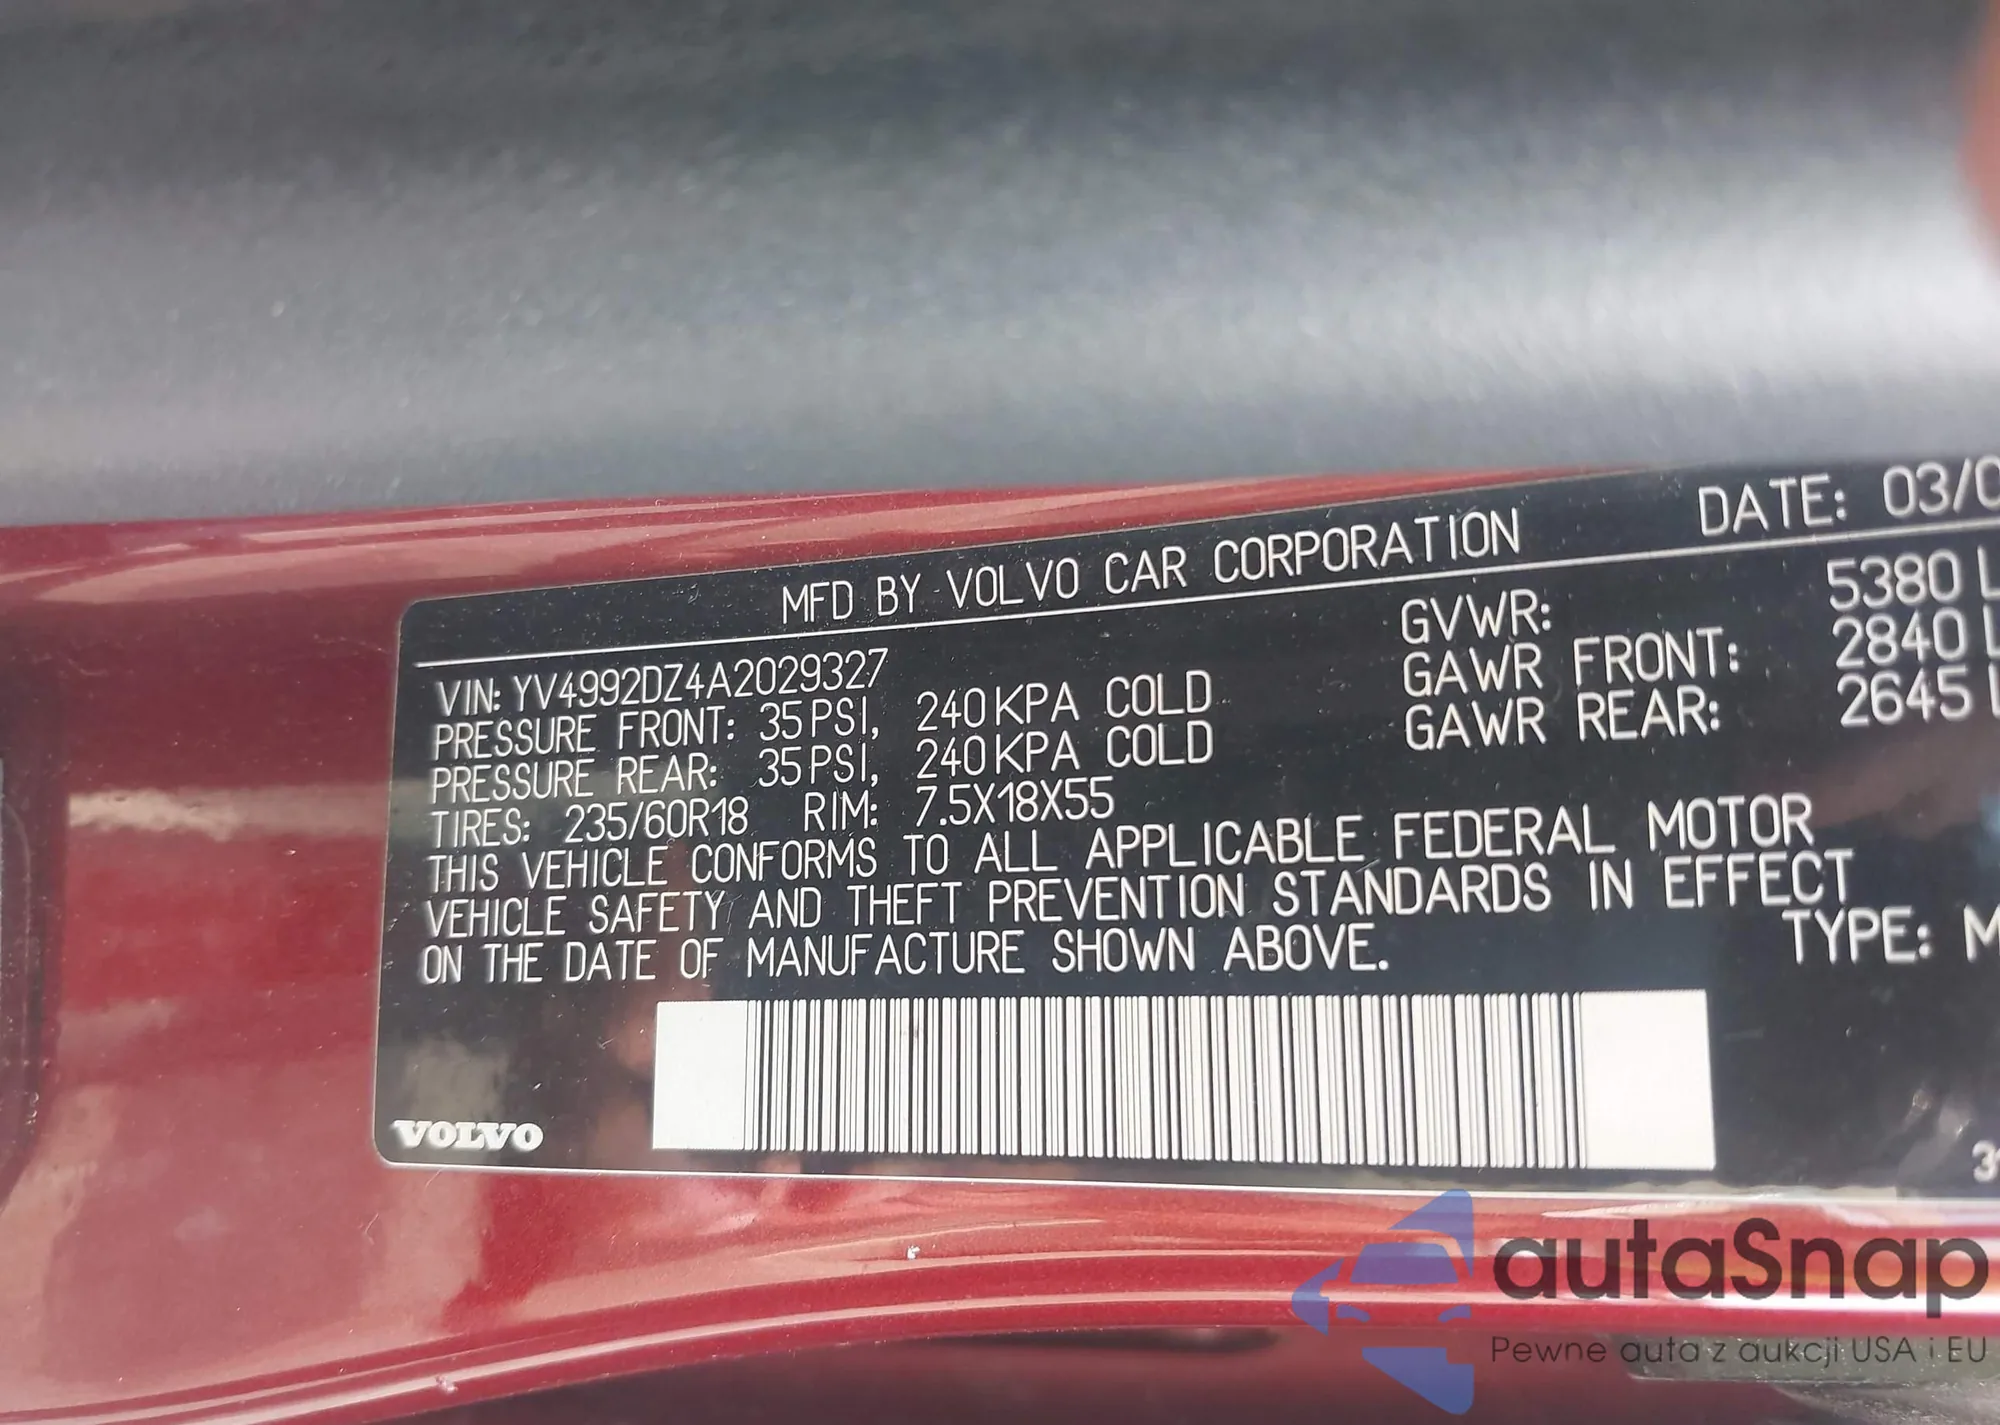 MFD BY VOLVO CAR CORPORATION DATE: 03/0
VIN: YV4992DZ4A2029327
GVWR: 5380 L
PRESSURE FRONT: 35 PSI, 240 KPA COLD
GAWR FRONT: 2840 L
PRESSURE REAR: 35 PSI, 240 KPA COLD
GAWR REAR: 2645 L
TIRES: 235/60R18 RIM: 7.5X18X55
THIS VEHICLE CONFORMS TO ALL APPLICABLE FEDERAL MOTOR
VEHICLE SAFETY AND THEFT PREVENTION STANDARDS IN EFFECT
ON THE DATE OF MANUFACTURE SHOWN ABOVE.
TYPE: M
VOLVO
autaSnap
Pewne auta z aukcji USA i EU